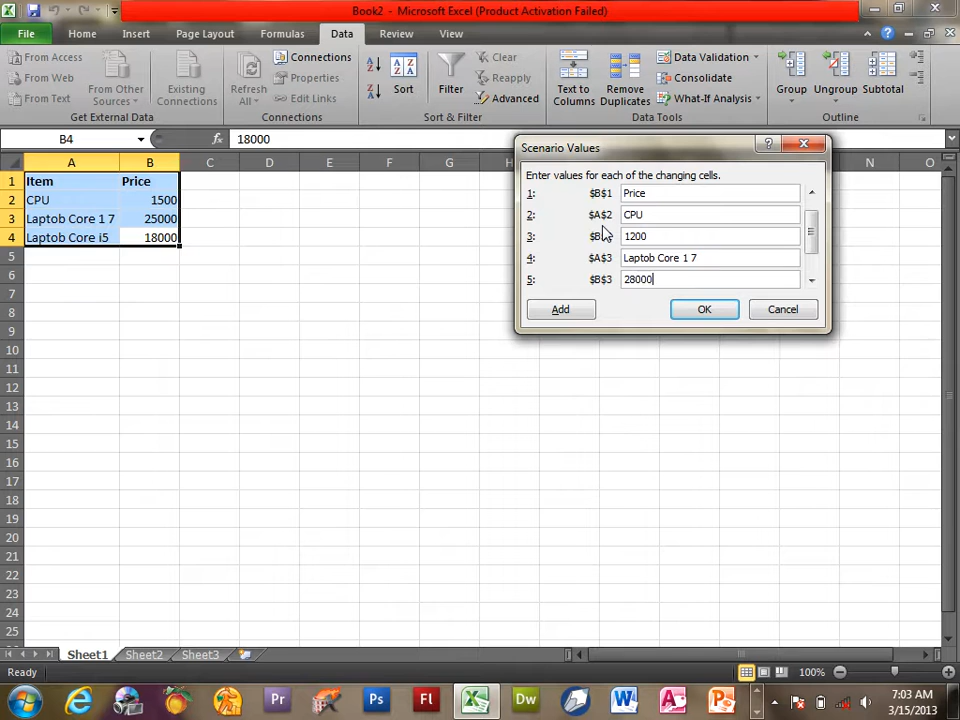 Book2 - Microsoft Excel (Product Activation Failed)
File Home Insert Page Layout Formulas Data Review View
From Access
From Web
From Text
From Other Sources
Existing Connections
Get External Data
Refresh All
Connections
Properties
Edit Links
Connections
Sort
Filter
Clear
Reapply
Advanced
Sort & Filter
Text to Columns
Remove Duplicates
Data Validation
Consolidate
What-If Analysis
Data Tools
Group
Ungroup
Subtotal
Outline
B4 fx 18000
A B C D E F G H N O
1 Item Price
2 CPU 1500
3 Laptob Core 1 7 25000
4 Laptob Core i5 18000
5
6
7
8
9
10
11
12
13
14
15
16
17
18
19
20
21
22
23
24
25
Scenario Values
Enter values for each of the changing cells.
1: $B$1 Price
2: $A$2 CPU
3: 1200
4: $A$3 Laptob Core 1 7
5: $B$3 28000
Add OK Cancel
Sheet1 Sheet2 Sheet3
Ready 100%
Pr Ps Fl Dw
7:03 AM
3/15/2013